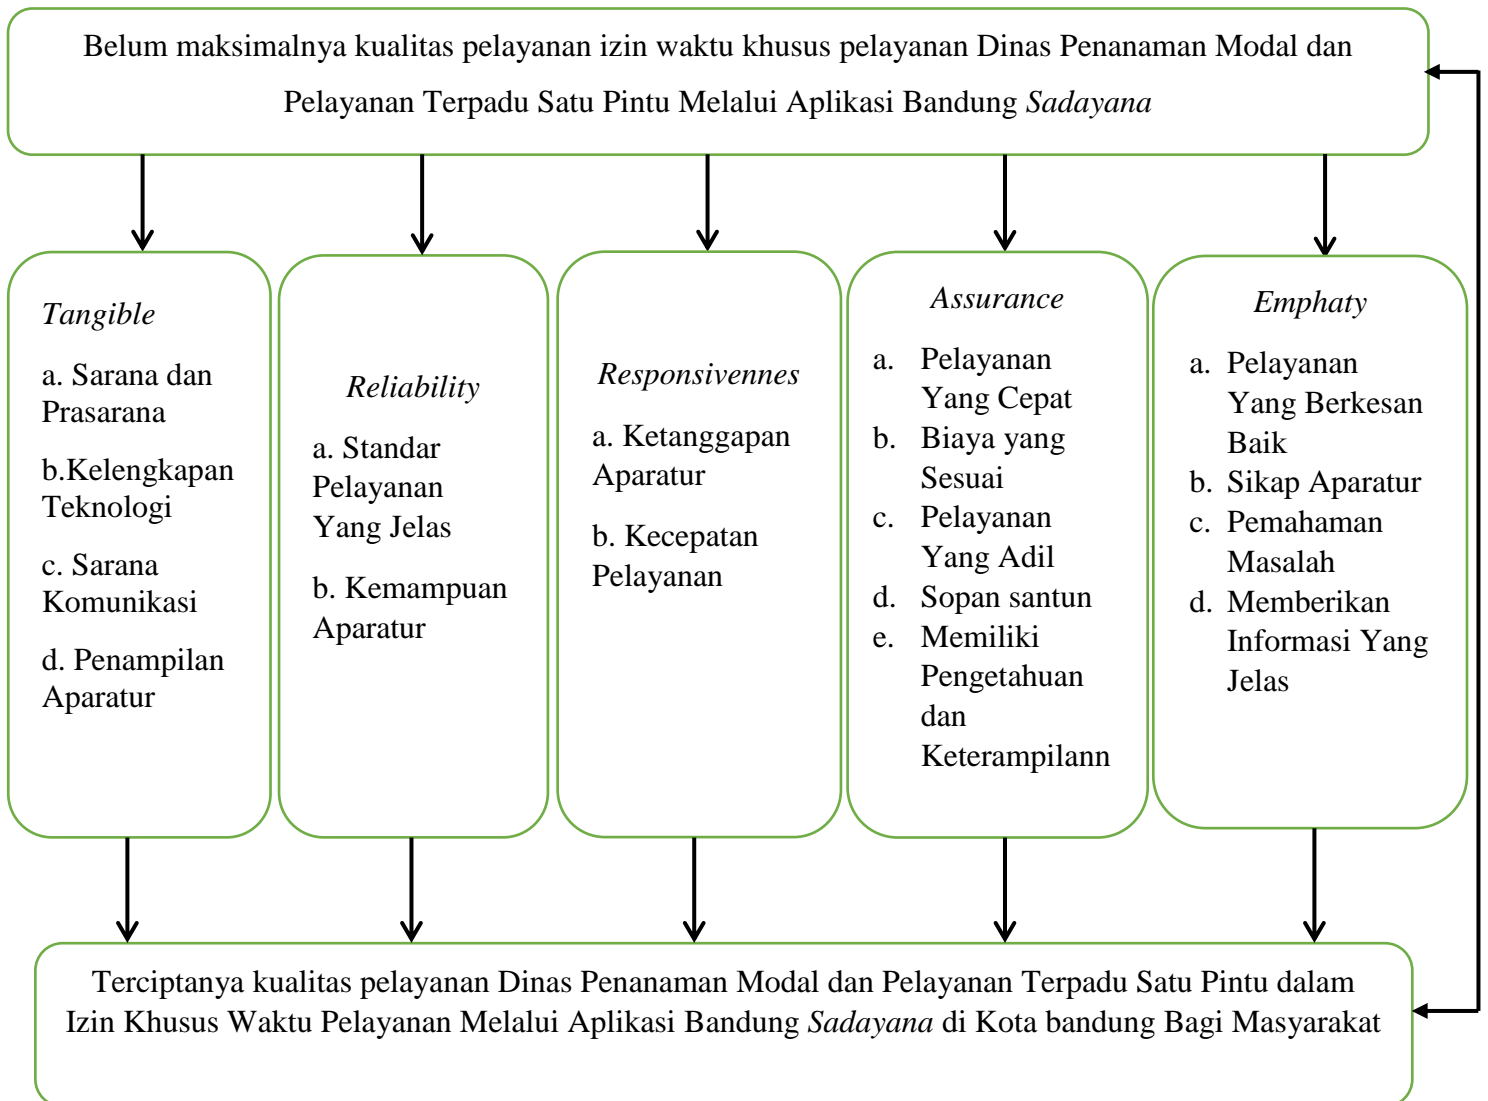 Belum maksimalnya kualitas pelayanan izin waktu khusus pelayanan Dinas Penanaman Modal dan
Pelayanan Terpadu Satu Pintu Melalui Aplikasi Bandung Sadayana
Tangible
a. Sarana dan
Prasarana
b.Kelengkapan
Teknologi
c. Sarana
Komunikasi
d. Penampilan
Aparatur
Reliability
a. Standar
Pelayanan
Yang Jelas
b. Kemampuan
Aparatur
Responsivennes
a. Ketanggapan
Aparatur
b. Kecepatan
Pelayanan
Assurance
a. Pelayanan
Yang Cepat
b. Biaya yang
Sesuai
c. Pelayanan
Yang Adil
d. Sopan santun
e. Memiliki
Pengetahuan
dan
Keterampilann
Emphaty
a. Pelayanan
Yang Berkesan
Baik
b. Sikap Aparatur
c. Pemahaman
Masalah
d. Memberikan
Informasi Yang
Jelas
Terciptanya kualitas pelayanan Dinas Penanaman Modal dan Pelayanan Terpadu Satu Pintu dalam
Izin Khusus Waktu Pelayanan Melalui Aplikasi Bandung Sadayana di Kota bandung Bagi Masyarakat